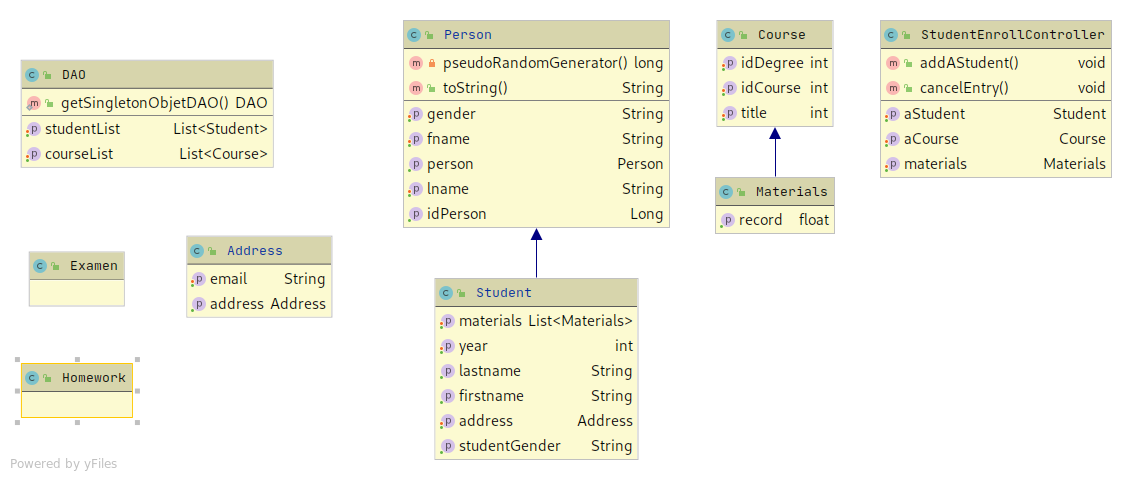 DAO
getSingletonObjetDAO() DAO
studentList List<Student>
courseList List<Course>
Person
pseudoRandomGenerator() long
toString() String
gender String
fname String
person Person
lname String
idPerson Long
Course
idDegree int
idCourse int
title int
StudentEnrollController
addAStudent() void
cancelEntry() void
aStudent Student
aCourse Course
materials Materials
Materials
record float
Examen
Address
email String
address Address
Student
materials List<Materials>
year int
lastname String
firstname String
address Address
studentGender String
Homework
Powered by yFiles